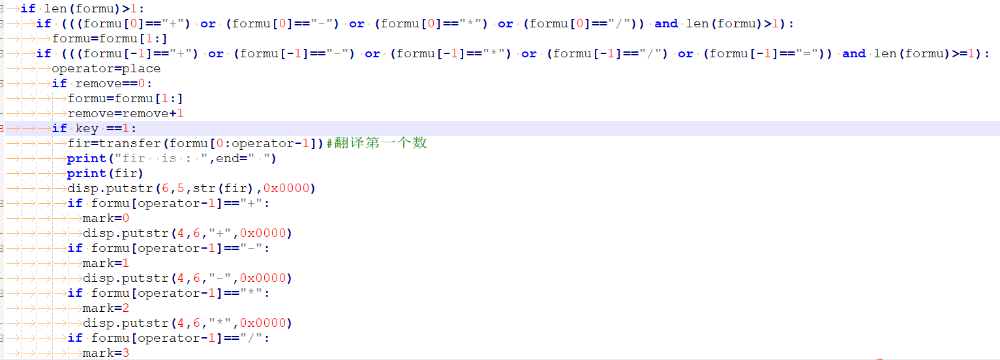 if len(formu)>1:
if (((formu[0]=="+") or (formu[0]=="-") or (formu[0]=="*") or (formu[0]=="/")) and len(formu)>1):
formu=formu[1:]
if (((formu[-1]=="+") or (formu[-1]=="-") or (formu[-1]=="*") or (formu[-1]=="/") or (formu[-1]=="=")) and len(formu)>=1):
operator=place
if remove==0:
formu=formu[1:]
remove=remove+1
if key ==1:
fir=transfer(formu[0:operator-1])#翻译第一个数
print("fir  is : ",end=" ")
print(fir)
disp.putstr(6,5,str(fir),0x0000)
if formu[operator-1]=="+":
mark=0
disp.putstr(4,6,"+",0x0000)
if formu[operator-1]=="-":
mark=1
disp.putstr(4,6,"-",0x0000)
if formu[operator-1]=="*":
mark=2
disp.putstr(4,6,"*",0x0000)
if formu[operator-1]=="/":
mark=3